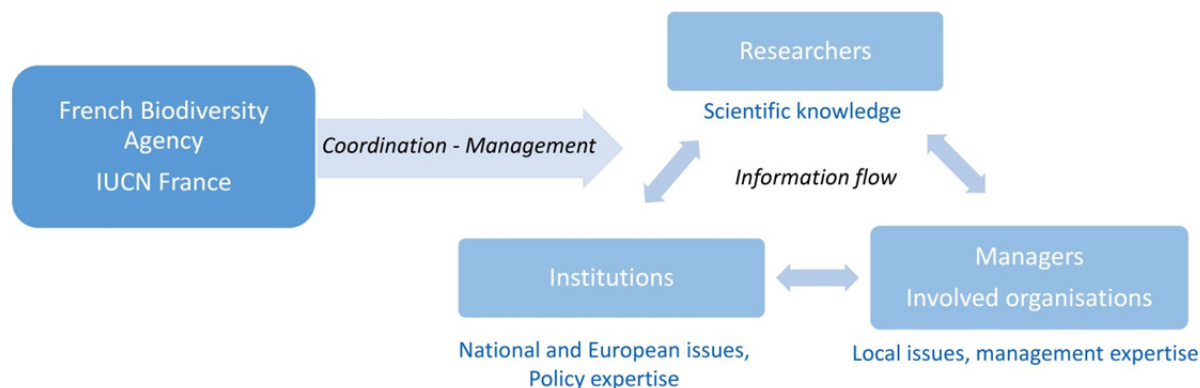 French Biodiversity
Agency
IUCN France
Coordination - Management
Researchers
Scientific knowledge
Information flow
Institutions
National and European issues,
Policy expertise
Managers
Involved organisations
Local issues, management expertise